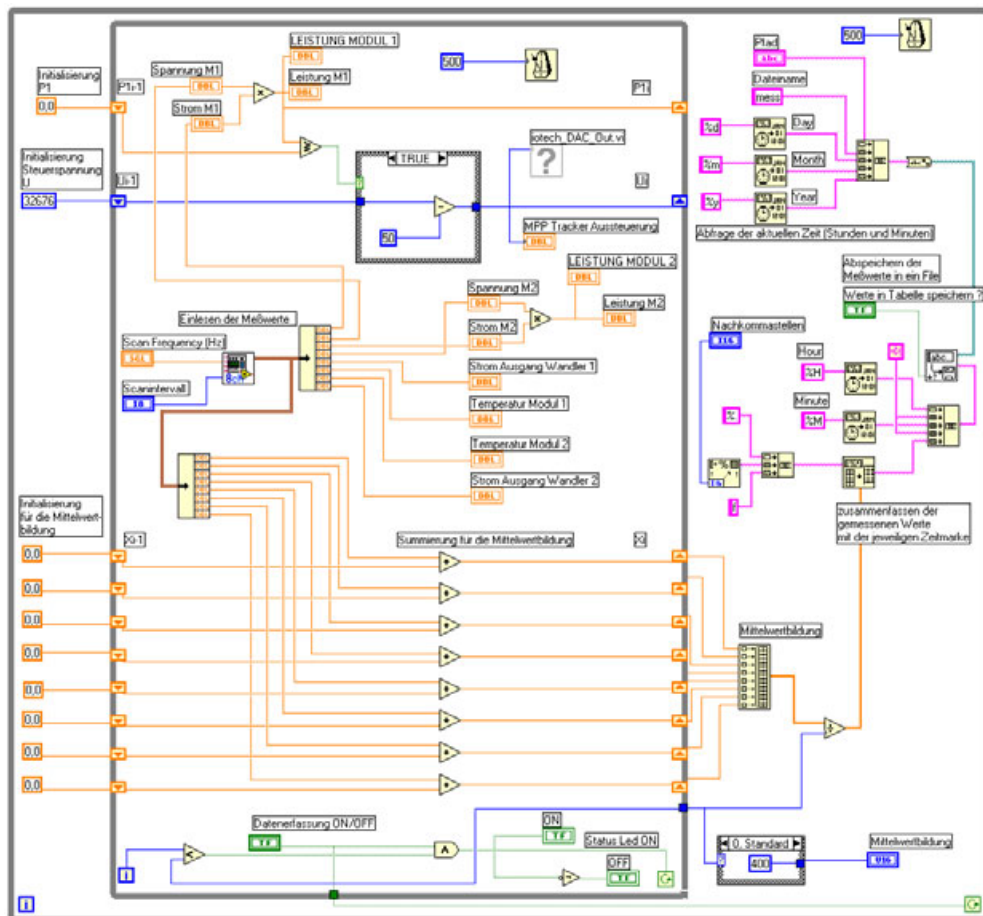 LEISTUNG MODUL 1
500
500
Pfad
abc
Initialisierung
P1
Spannung M1
DBL
DBL
Leistung M1
DBL
P1i-1
P1i
0,0
Strom M1
DBL
Dateiname
mess
%d
Day
%m
Month
%y
Year
Initialisierung
Steuerspannung
U
32676
Ui-1
TRUE
iotech_DAC_Out.vi
?
Ui
50
MPP Tracker Aussteuerung
DBL
Abfrage der aktuellen Zeit (Stunden und Minuten)
LEISTUNG MODUL 2
DBL
Abspeichern der
Meßwerte in ein File
Werte in Tabelle speichern ?
TF
Spannung M2
DBL
Leistung M2
DBL
Einlesen der Meßwerte
Strom M2
DBL
Nachkommastellen
I16
Scan Frequency (Hz)
Strom Ausgang Wandler 1
DBL
Hour
%H
Scanintervall
Temperatur Modul 1
DBL
Minute
%M
Temperatur Modul 2
DBL
%.
Strom Ausgang Wandler 2
DBL
f
Initialisierung
für die Mittelwert-
bildung
zusammenfassen der
gemessenen Werte
mit der jeweiligen Zeitmarke
Xi-1
Summierung für die Mittelwertbildung
Xi
0,0
0,0
0,0
0,0
0,0
0,0
0,0
0,0
Mittelwertbildung
Datenerfassung ON/OFF
TF
ON
TF
Status Led ON
OFF
TF
i
0, Standard
400
Mittelwertbildung
U16
i